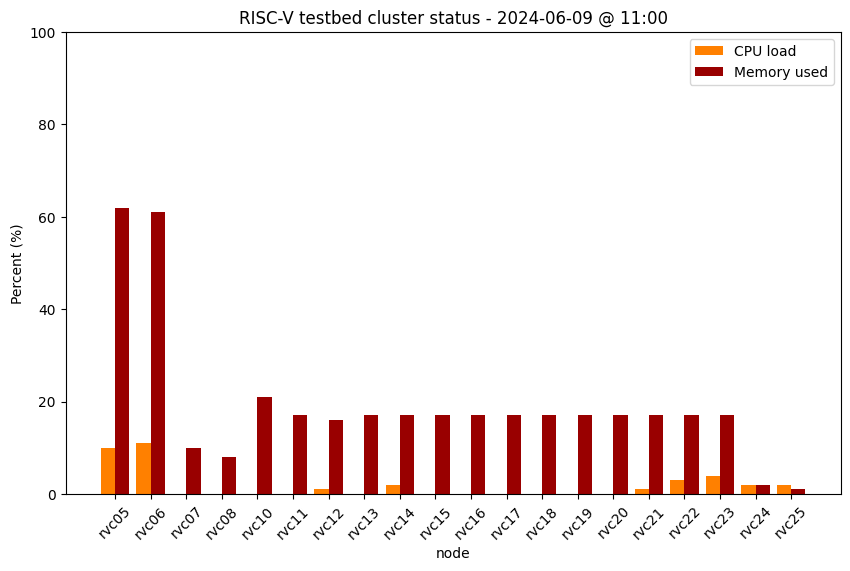 RISC-V testbed cluster status - 2024-06-09 @ 11:00
CPU load
Memory used
Percent (%)
100
80
60
40
20
0
rvc05 rvc06 rvc07 rvc08 rvc10 rvc11 rvc12 rvc13 rvc14 rvc15 rvc16 rvc17 rvc18 rvc19 rvc20 rvc21 rvc22 rvc23 rvc24 rvc25
node